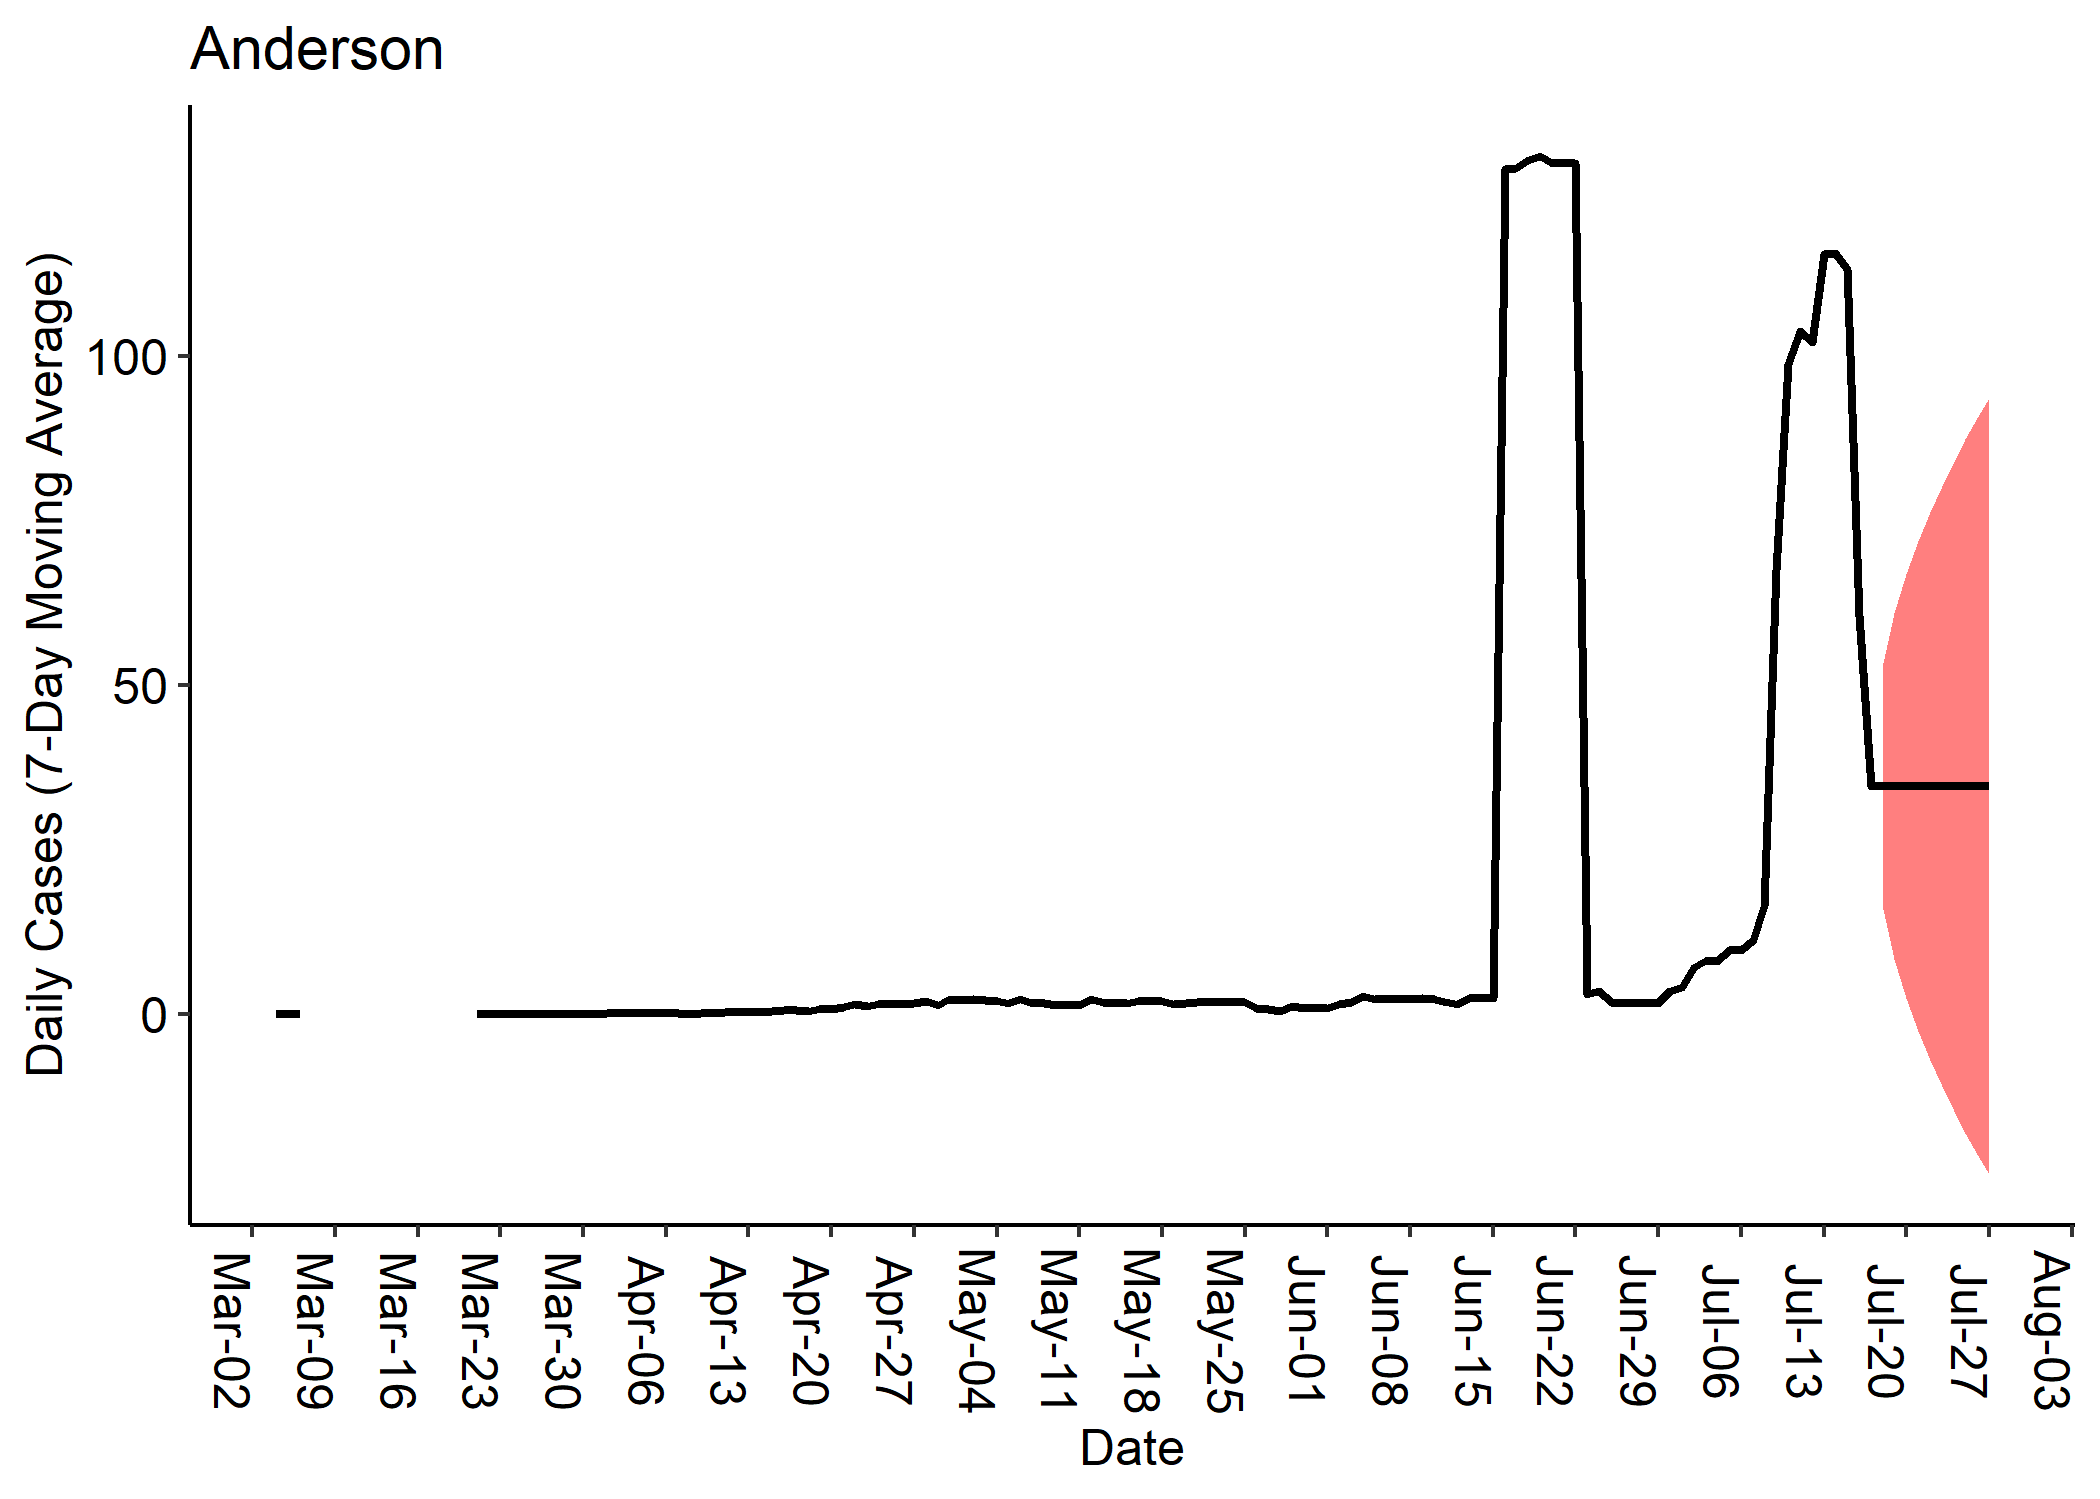 Anderson
Daily Cases (7-Day Moving Average)
100
50
0
Mar-02
Mar-09
Mar-16
Mar-23
Mar-30
Apr-06
Apr-13
Apr-20
Apr-27
May-04
May-11
May-18
May-25
Jun-01
Jun-08
Jun-15
Jun-22
Jun-29
Jul-06
Jul-13
Jul-20
Jul-27
Aug-03
Date